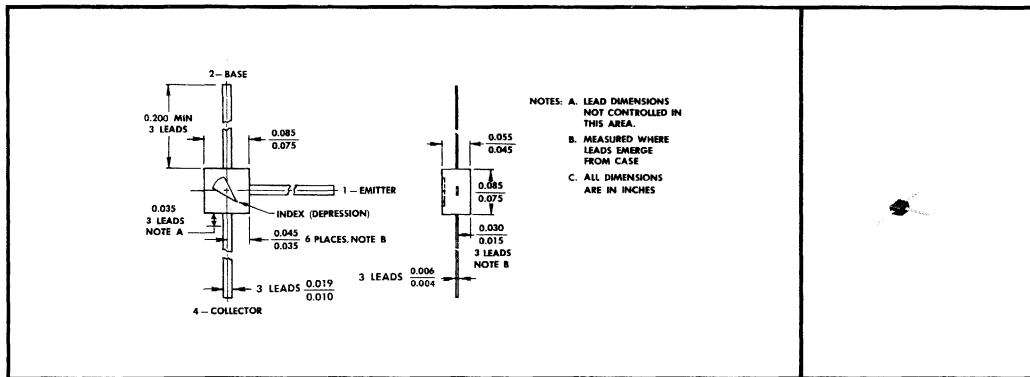 2 – BASE
0.200 MIN
3 LEADS
0.085
0.075
1 – EMITTER
INDEX (DEPRESSION)
0.035
3 LEADS
NOTE A
0.045
0.035
6 PLACES, NOTE B
3 LEADS
0.019
0.010
4 – COLLECTOR
0.055
0.045
0.085
0.075
0.030
0.015
3 LEADS
NOTE B
3 LEADS
0.006
0.004
NOTES: A. LEAD DIMENSIONS
NOT CONTROLLED IN
THIS AREA.
B. MEASURED WHERE
LEADS EMERGE
FROM CASE
C. ALL DIMENSIONS
ARE IN INCHES